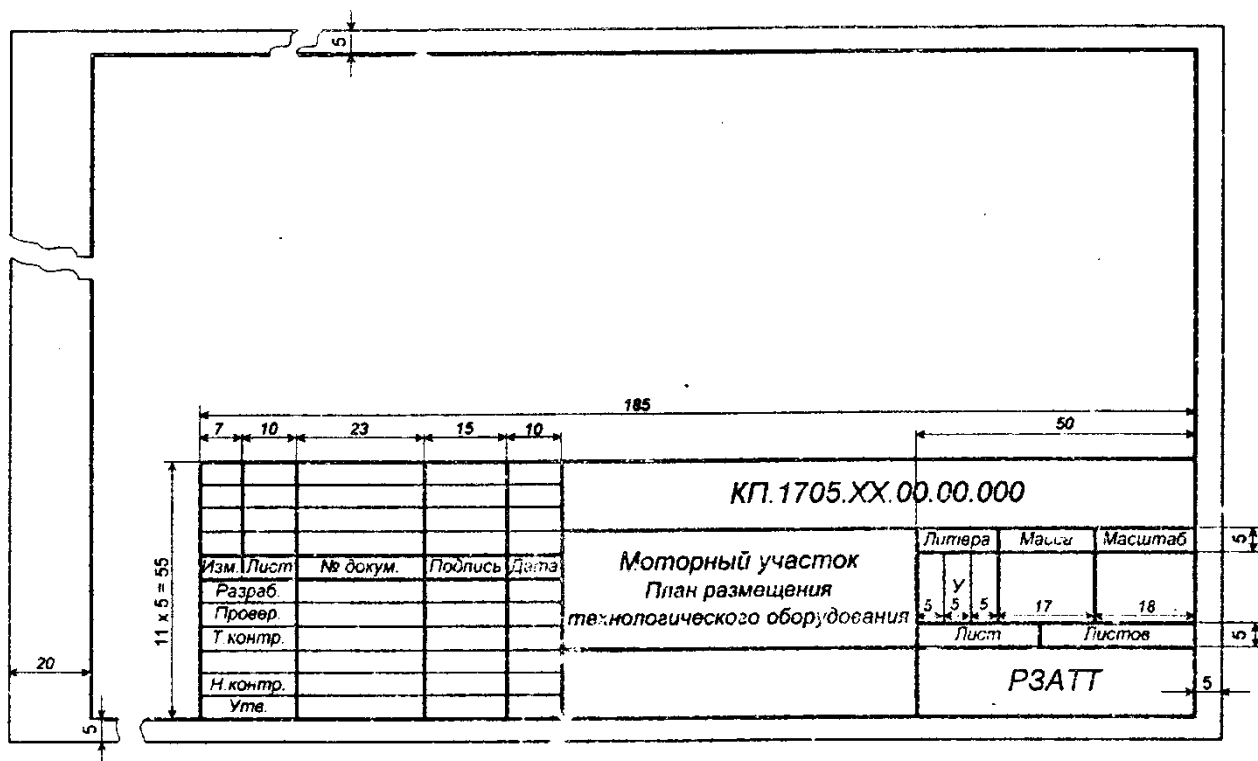 5
185
7 10 23 15 10 50
КП.1705.ХХ.00.00.000
Литера Масса Масштаб 5
Изм. Лист № докум. Подпись Дата
Моторный участок
План размещения
технологического оборудования
Разраб.
Провер.
Т.контр.
Н.контр.
Утв.
11 х 5 = 55
У
5 5 5 17 18
Лист Листов 5
РЗАТТ
20
5
5